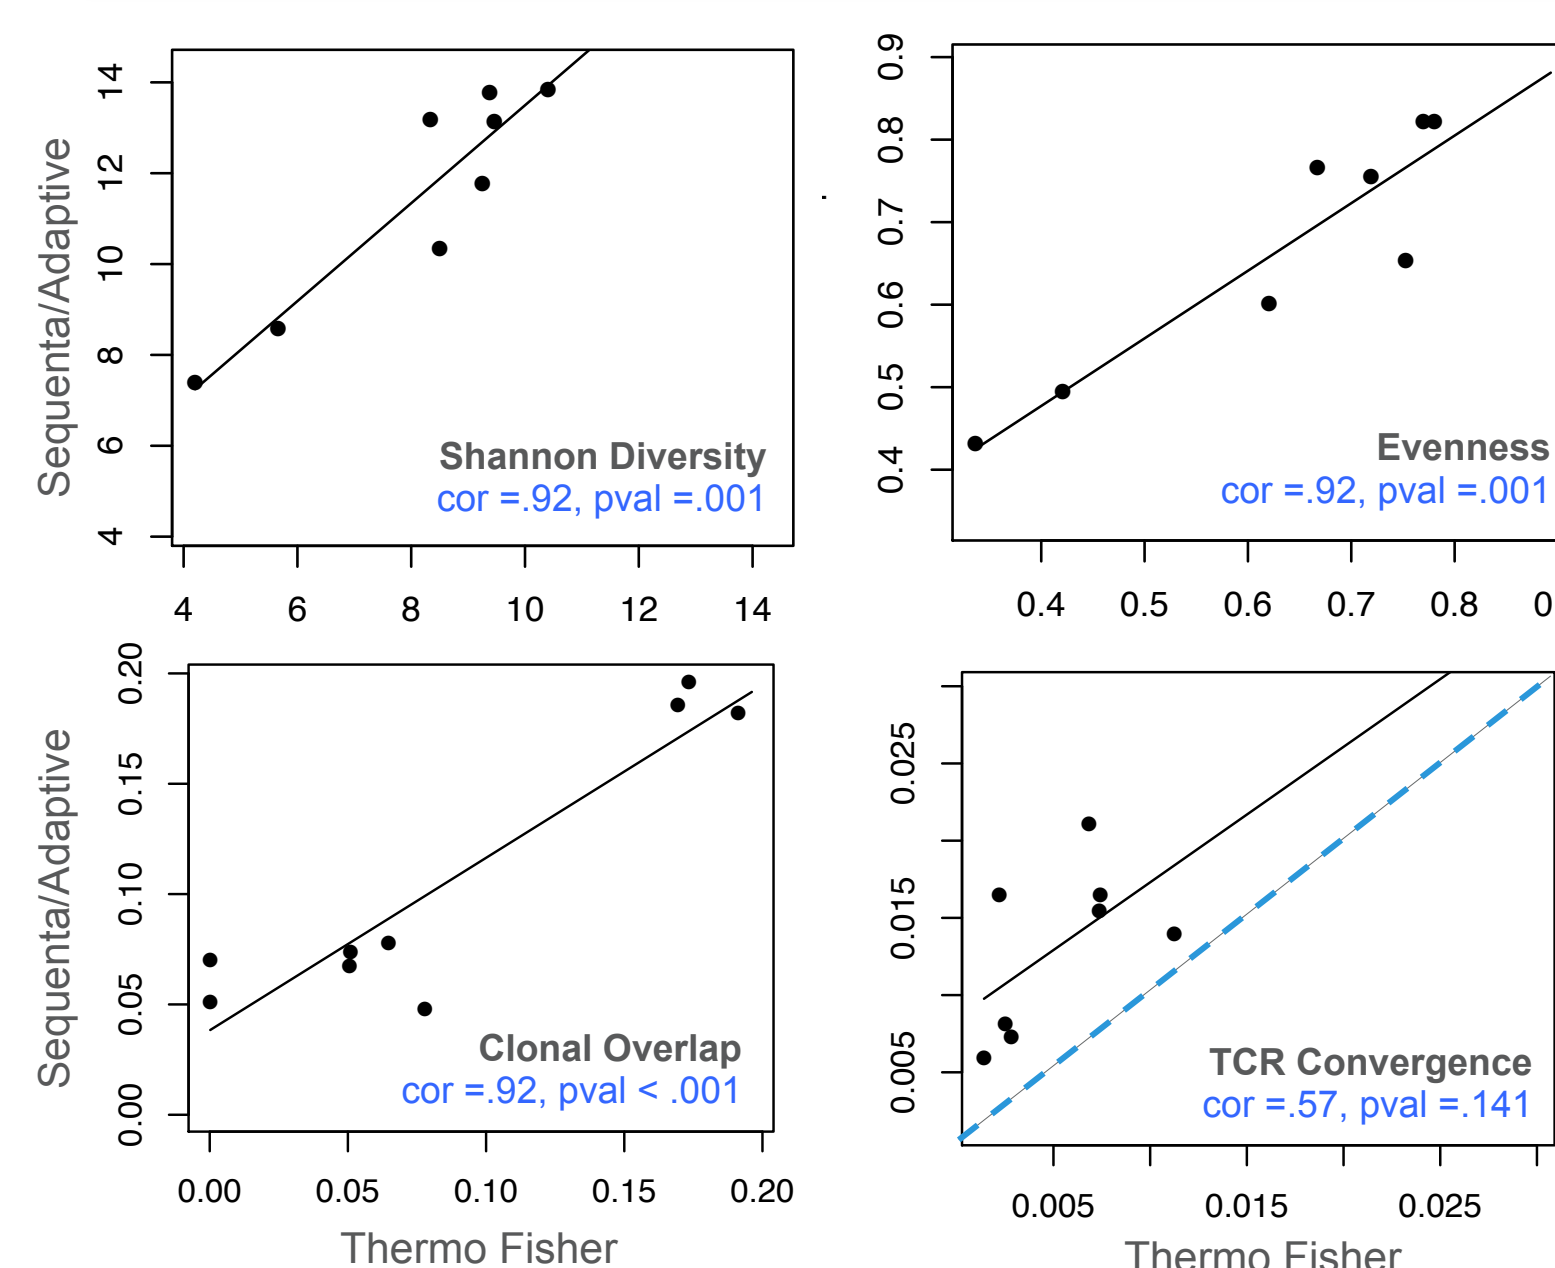 Sequenta/Adaptive
14
12
10
8
6
4
Shannon Diversity
cor =.92, pval =.001
4 6 8 10 12 14
0.9
0.8
0.7
0.6
0.5
0.4
Evenness
cor =.92, pval =.001
0.4 0.5 0.6 0.7 0.8 0
Sequenta/Adaptive
0.20
0.15
0.10
0.05
0.00
Clonal Overlap
cor =.92, pval < .001
0.00 0.05 0.10 0.15 0.20
Thermo Fisher
0.025
0.015
0.005
TCR Convergence
cor =.57, pval =.141
0.005 0.015 0.025
Thermo Fisher